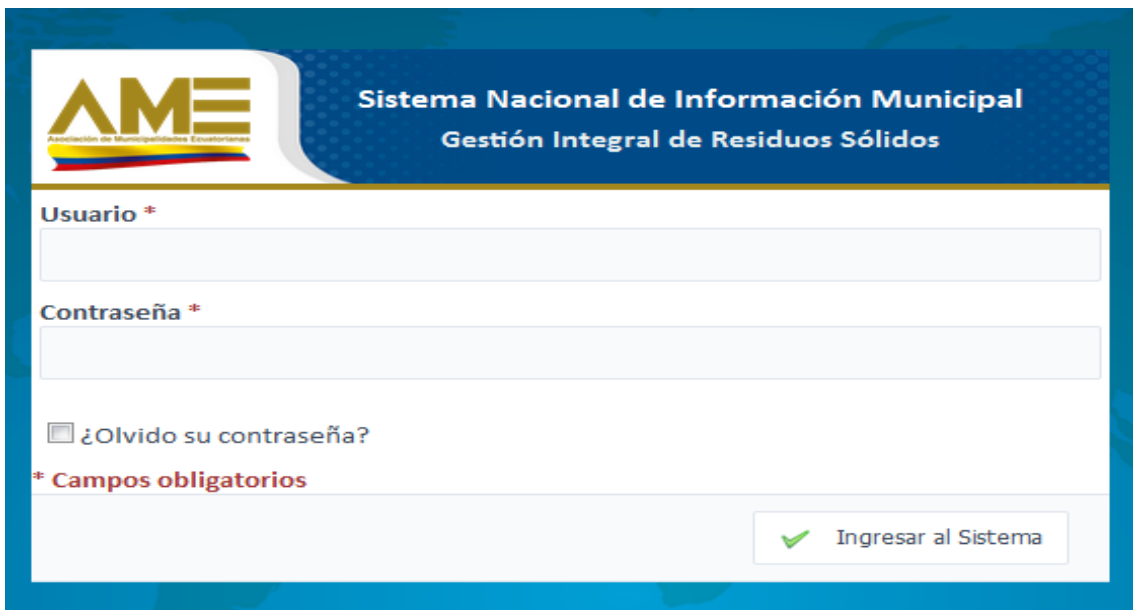 AME
Asociación de Municipalidades Ecuatorianas
Sistema Nacional de Información Municipal
Gestión Integral de Residuos Sólidos
Usuario *
Contraseña *
¿Olvido su contraseña?
* Campos obligatorios
Ingresar al Sistema